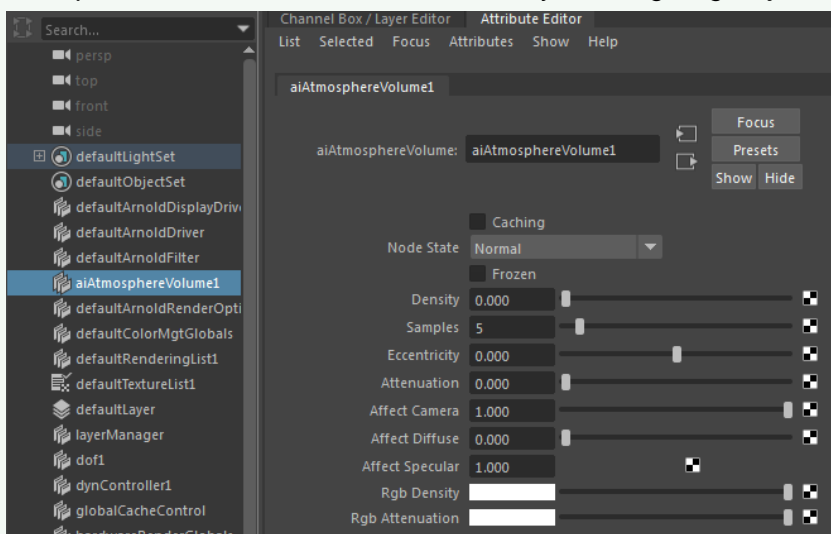 Search...
persp
top
front
side
defaultLightSet
defaultObjectSet
defaultArnoldDisplayDriv
defaultArnoldDriver
defaultArnoldFilter
aiAtmosphereVolume1
defaultArnoldRenderOpti
defaultColorMgtGlobals
defaultRenderingList1
defaultTextureList1
defaultLayer
layerManager
dof1
dynController1
globalCacheControl
hardwareRenderGlobals
Channel Box / Layer Editor Attribute Editor
List Selected Focus Attributes Show Help
aiAtmosphereVolume1
aiAtmosphereVolume: aiAtmosphereVolume1
Focus
Presets
Show Hide
Caching
Node State Normal
Frozen
Density 0.000
Samples 5
Eccentricity 0.000
Attenuation 0.000
Affect Camera 1.000
Affect Diffuse 0.000
Affect Specular 1.000
Rgb Density
Rgb Attenuation